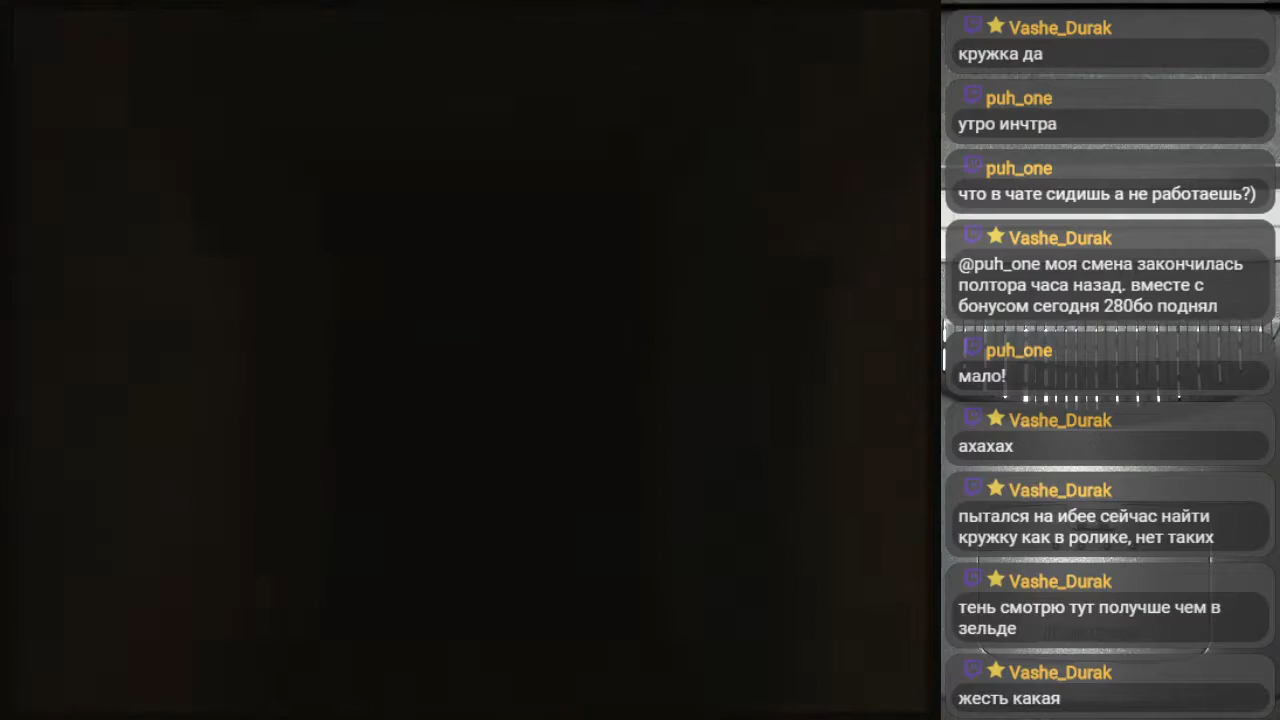 Vashe_Durak
кружка да
puh_one
утро инчтра
puh_one
что в чате сидишь а не работаешь?)
Vashe_Durak
@puh_one моя смена закончилась
полтора часа назад. вместе с
бонусом сегодня 280бо поднял
puh_one
мало!
Vashe_Durak
ахахах
Vashe_Durak
пытался на ибее сейчас найти
кружку как в ролике, нет таких
Vashe_Durak
тень смотрю тут получше чем в
зельде
Vashe_Durak
жесть какая